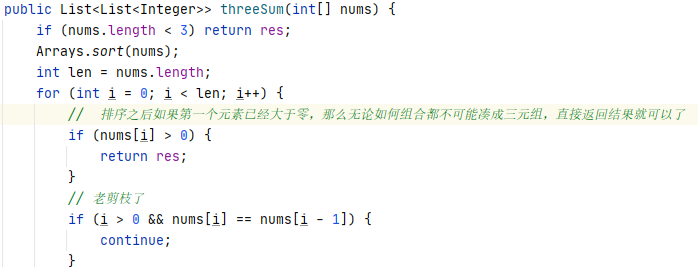 public List<List<Integer>> threeSum(int[] nums) {
if (nums.length < 3) return res;
Arrays.sort(nums);
int len = nums.length;
for (int i = 0; i < len; i++) {
// 排序之后如果第一个元素已经大于零，那么无论如何组合都不可能凑成三元组，直接返回结果就可以了
if (nums[i] > 0) {
return res;
}
// 老剪枝了
if (i > 0 && nums[i] == nums[i - 1]) {
continue;
}